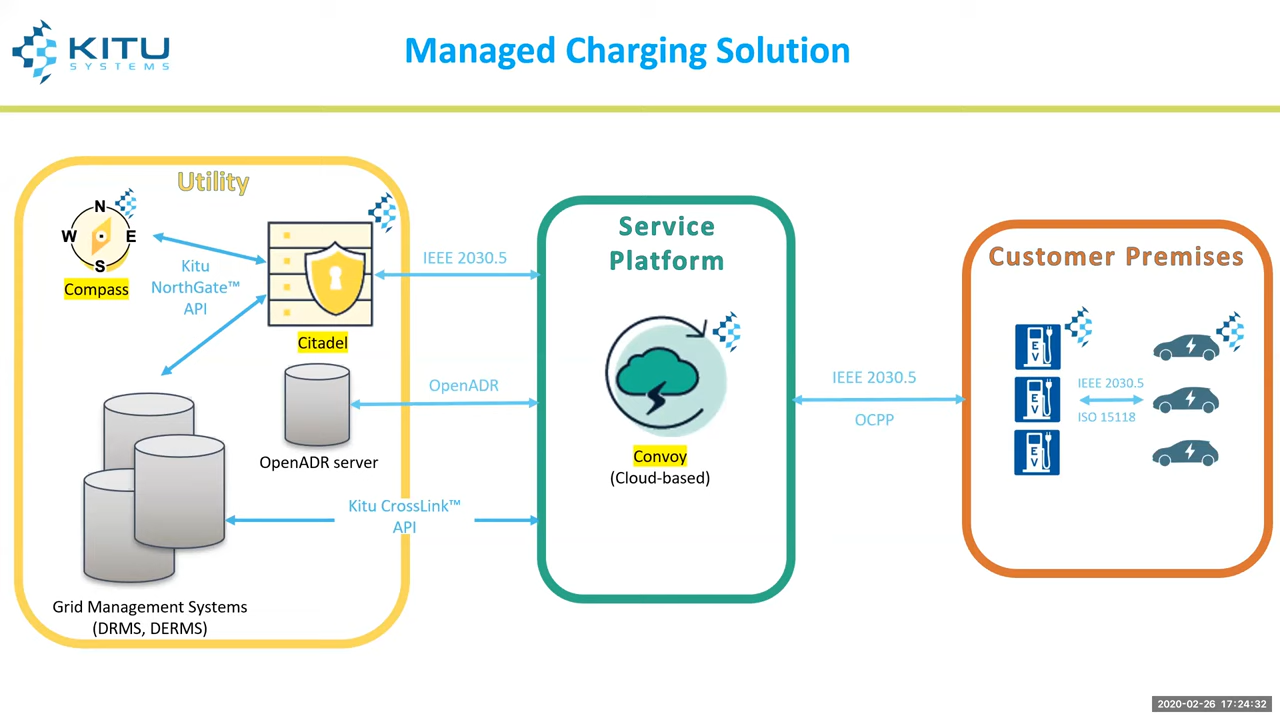 KITU
SYSTEMS
Managed Charging Solution
Utility
N
W E
S
Compass
Kitu
NorthGate™
API
Citadel
IEEE 2030.5
OpenADR
OpenADR server
Kitu CrossLink™
API
Grid Management Systems
(DRMS, DERMS)
Service
Platform
Convoy
(Cloud-based)
IEEE 2030.5
OCPP
Customer Premises
EV
EV
EV
IEEE 2030.5
ISO 15118
2020-02-26 17:24:32